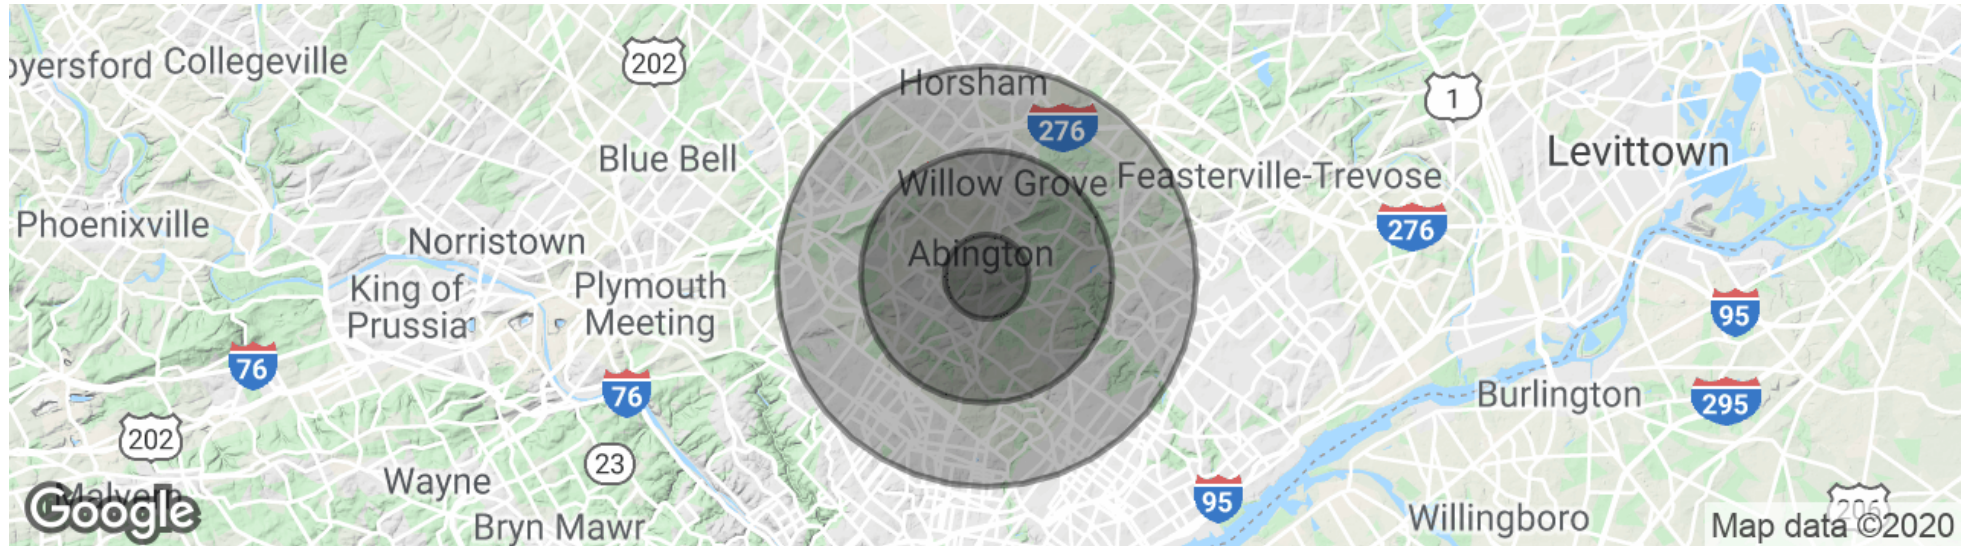 oyersford
Collegeville
202
Horsham
1
276
Levittown
Blue Bell
Willow Grove
Feasterville-Trevose
Phoenixville
276
Norristown
Abington
King of
Prussia
Plymouth
Meeting
95
76
76
Burlington
295
202
23
Wayne
Malvern
95
206
Google
Bryn Mawr
Willingboro
Map data ©2020